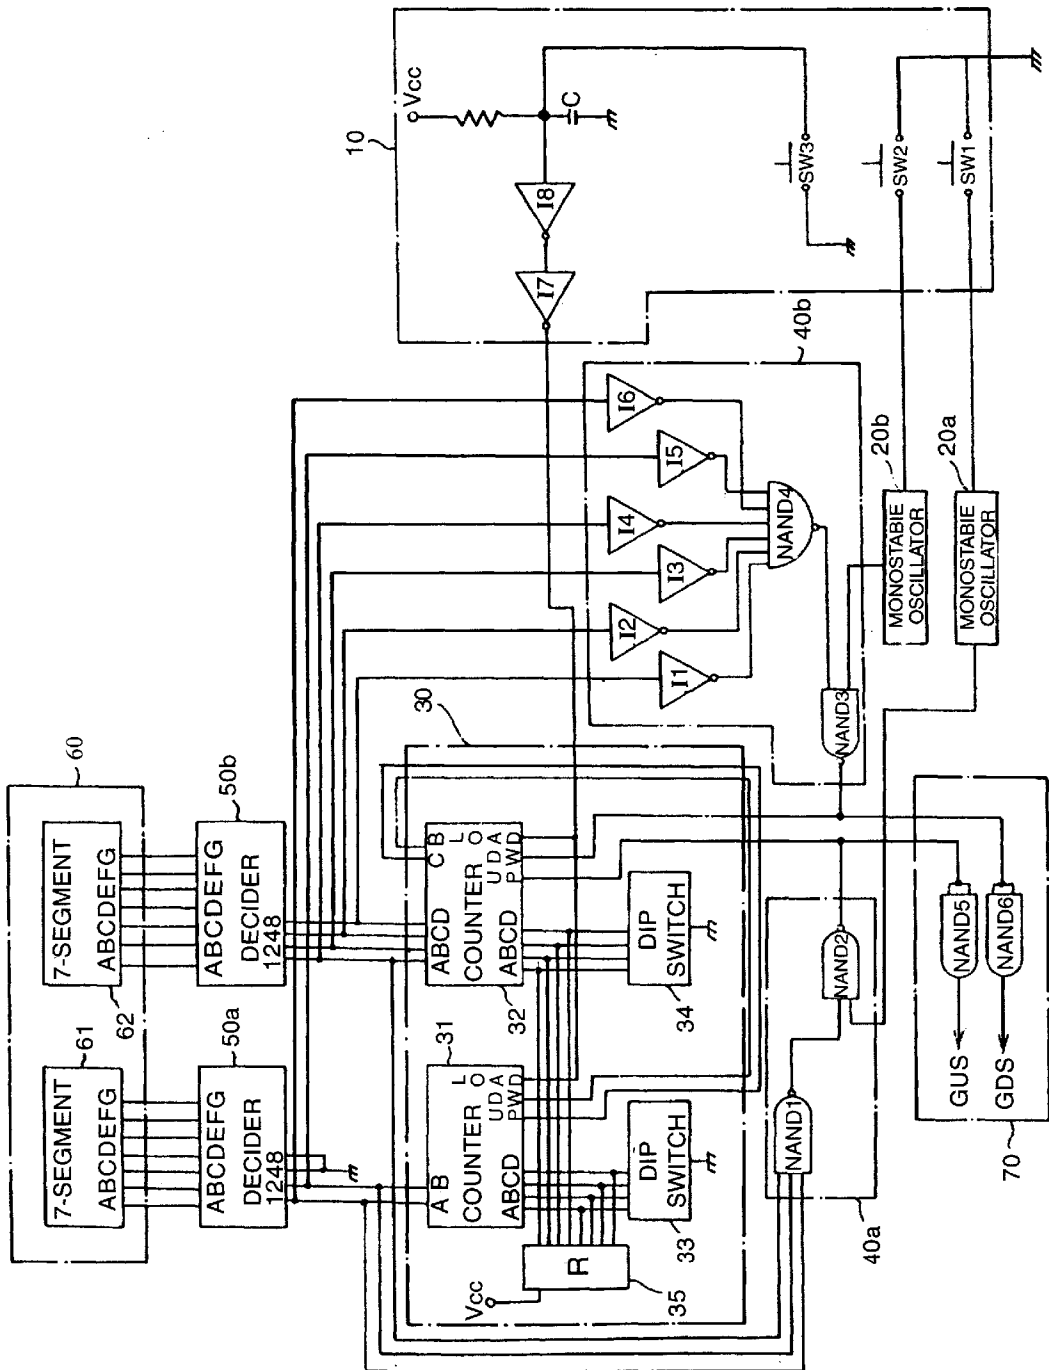 10
Vcc
C
I8
I7
SW3
SW2
SW1
40b
I6
I5
I4
I3
I2
I1
NAND4
NAND3
20b
MONOSTABIE
OSCILLATOR
20a
MONOSTABIE
OSCILLATOR
60
7-SEGMENT
ABCDEFG
62
7-SEGMENT
ABCDEFG
61
50b
ABCDEFG
DECIDER
1248
50a
ABCDEFG
DECIDER
1248
30
C B
ABCD
COUNTER
ABCD
L O A D
U P
D W
32
31
A B
COUNTER
ABCD
L O A D
U P
D W
DIP
SWITCH
34
DIP
SWITCH
33
R
35
Vcc
NAND1
NAND2
40a
NAND5
NAND6
GUS
GDS
70